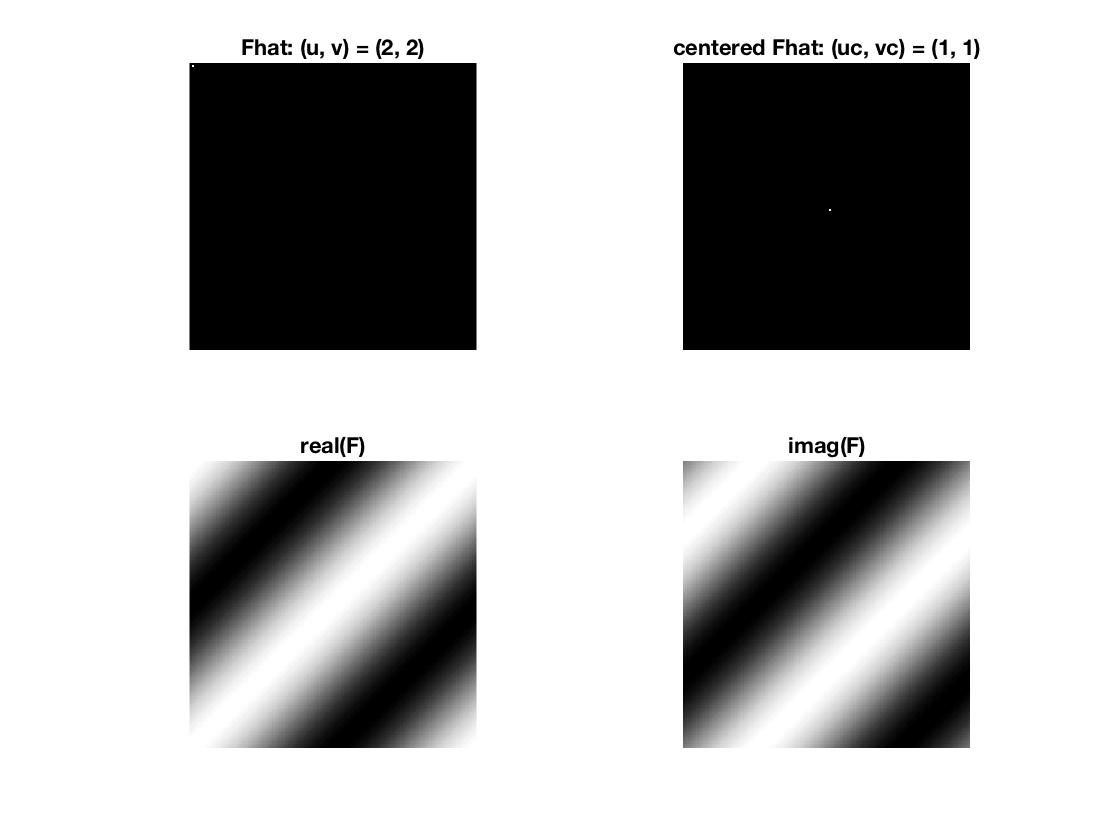 Fhat: (u, v) = (2, 2)
centered Fhat: (uc, vc) = (1, 1)
real(F)
imag(F)